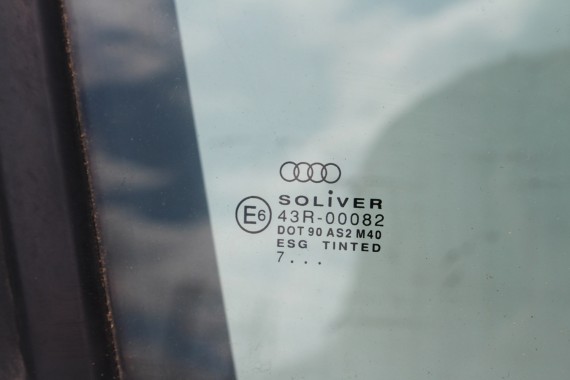 SOLiVER
E6 43R-00082
DOT 90 AS2 M40
ESG TINTED
7...